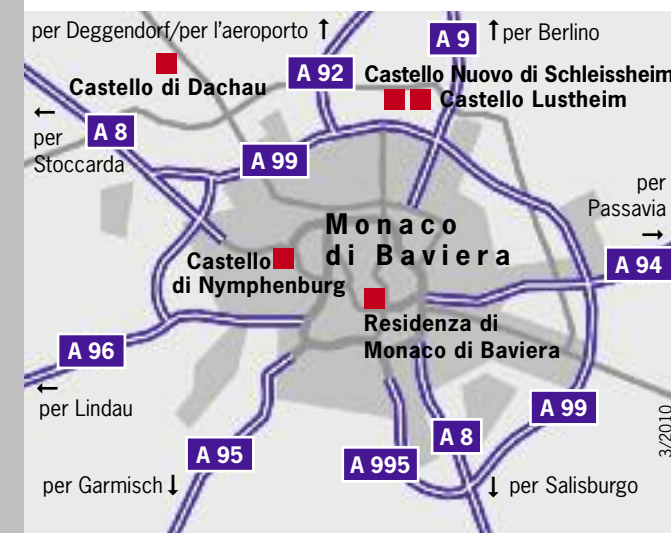 per Deggendorf/per l'aeroporto ↑
A 9
↑ per Berlino
A 92
Castello di Dachau
Castello Nuovo di Schleissheim
Castello Lustheim
←
per
Stoccarda
A 8
A 99
per
Passavia
→
Monaco
di Baviera
A 94
Castello
di Nymphenburg
Residenza di
Monaco di Baviera
A 96
←
per Lindau
A 99
A 95
A 995
A 8
per Garmisch ↓
↓ per Salisburgo
3/2010